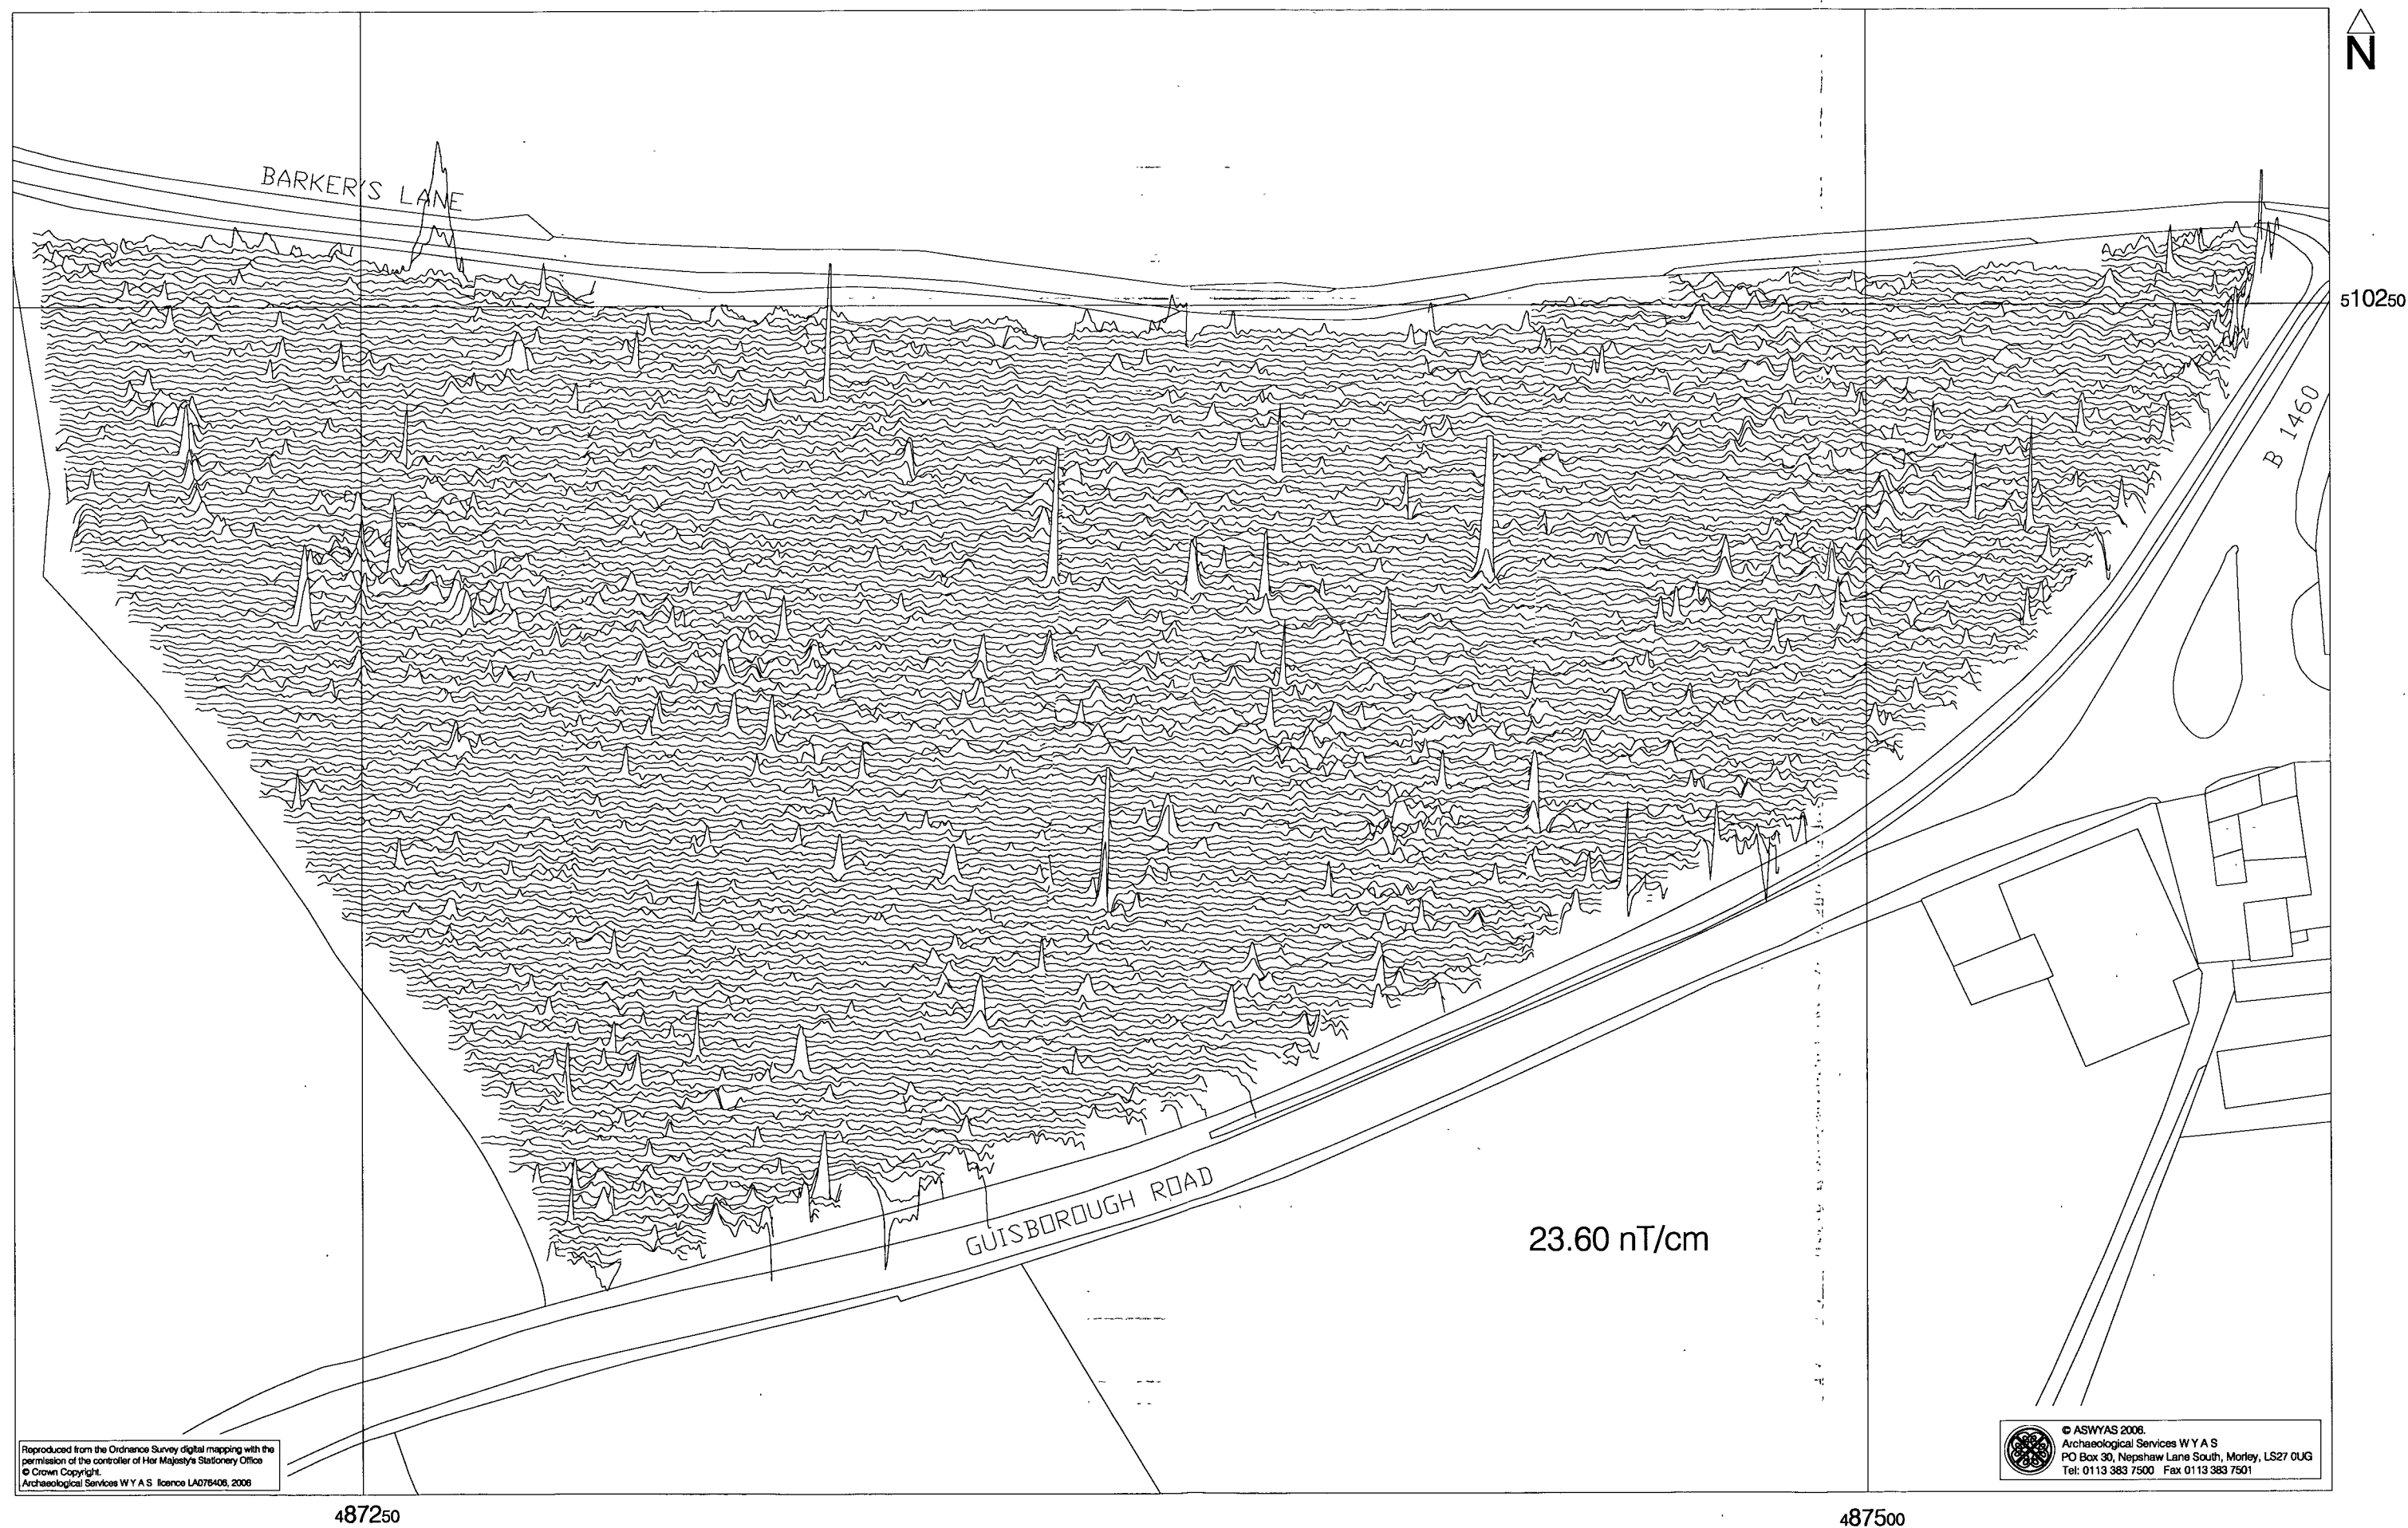 N
BARKER'S LANE
510250
B 1460
GUISBOROUGH ROAD
23.60 nT/cm
Reproduced from the Ordnance Survey digital mapping with the
permission of the controller of Her Majesty's Stationery Office
© Crown Copyright.
Archaeological Services W Y A S licence LA076406, 2006
© ASWYAS 2006.
Archaeological Services W Y A S
PO Box 30, Nepshaw Lane South, Morley, LS27 0UG
Tel: 0113 383 7500 Fax 0113 383 7501
487250
487500